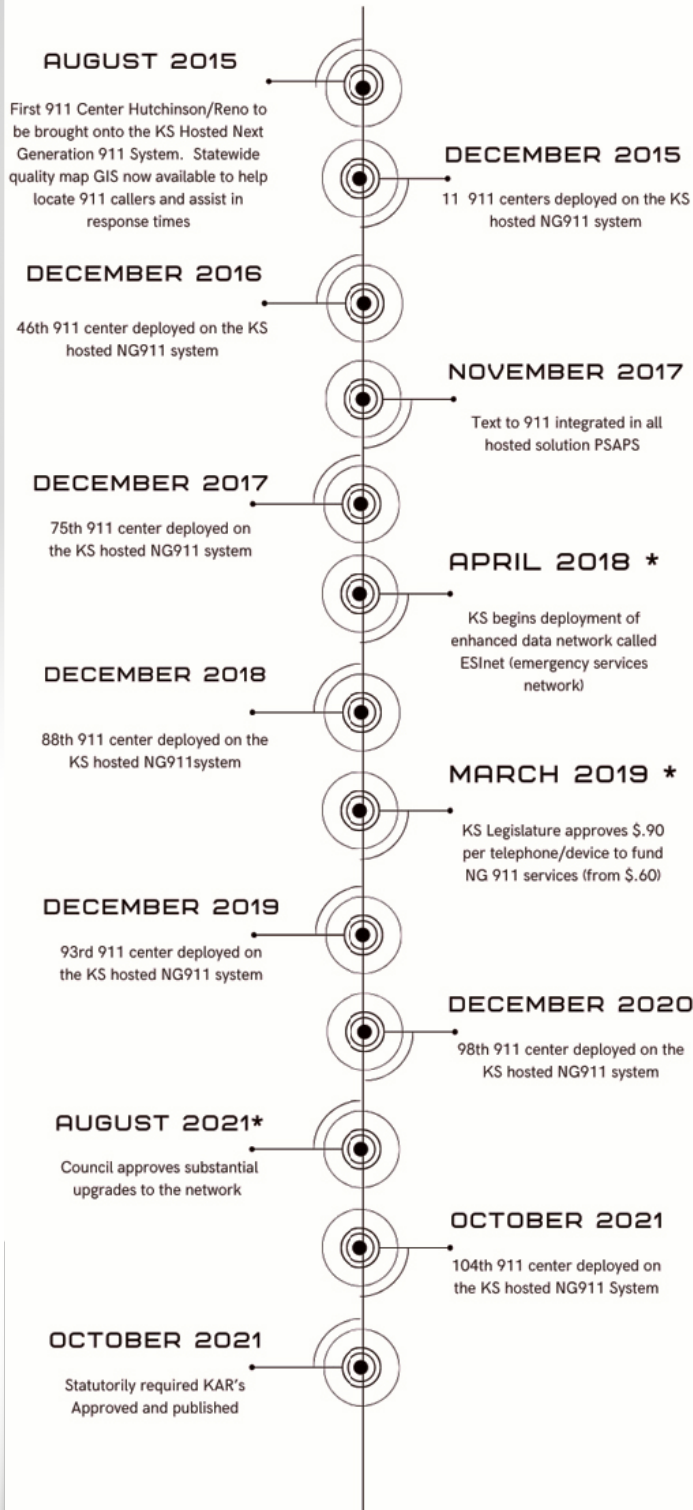 AUGUST 2015
First 911 Center Hutchinson/Reno to
be brought onto the KS Hosted Next
Generation 911 System. Statewide
quality map GIS now available to help
locate 911 callers and assist in
response times
DECEMBER 2015
11 911 centers deployed on the KS
hosted NG911 system
DECEMBER 2016
46th 911 center deployed on the KS
hosted NG911 system
NOVEMBER 2017
Text to 911 integrated in all
hosted solution PSAPS
DECEMBER 2017
75th 911 center deployed on
the KS hosted NG911 system
APRIL 2018 *
KS begins deployment of
enhanced data network called
ESInet (emergency services
network)
DECEMBER 2018
88th 911 center deployed on the
KS hosted NG911system
MARCH 2019 *
KS Legislature approves $.90
per telephone/device to fund
NG 911 services (from $.60)
DECEMBER 2019
93rd 911 center deployed on
the KS hosted NG911 system
DECEMBER 2020
98th 911 center deployed on the
KS hosted NG911 system
AUGUST 2021*
Council approves substantial
upgrades to the network
OCTOBER 2021
104th 911 center deployed on
the KS hosted NG911 System
OCTOBER 2021
Statutorily required KAR's
Approved and published